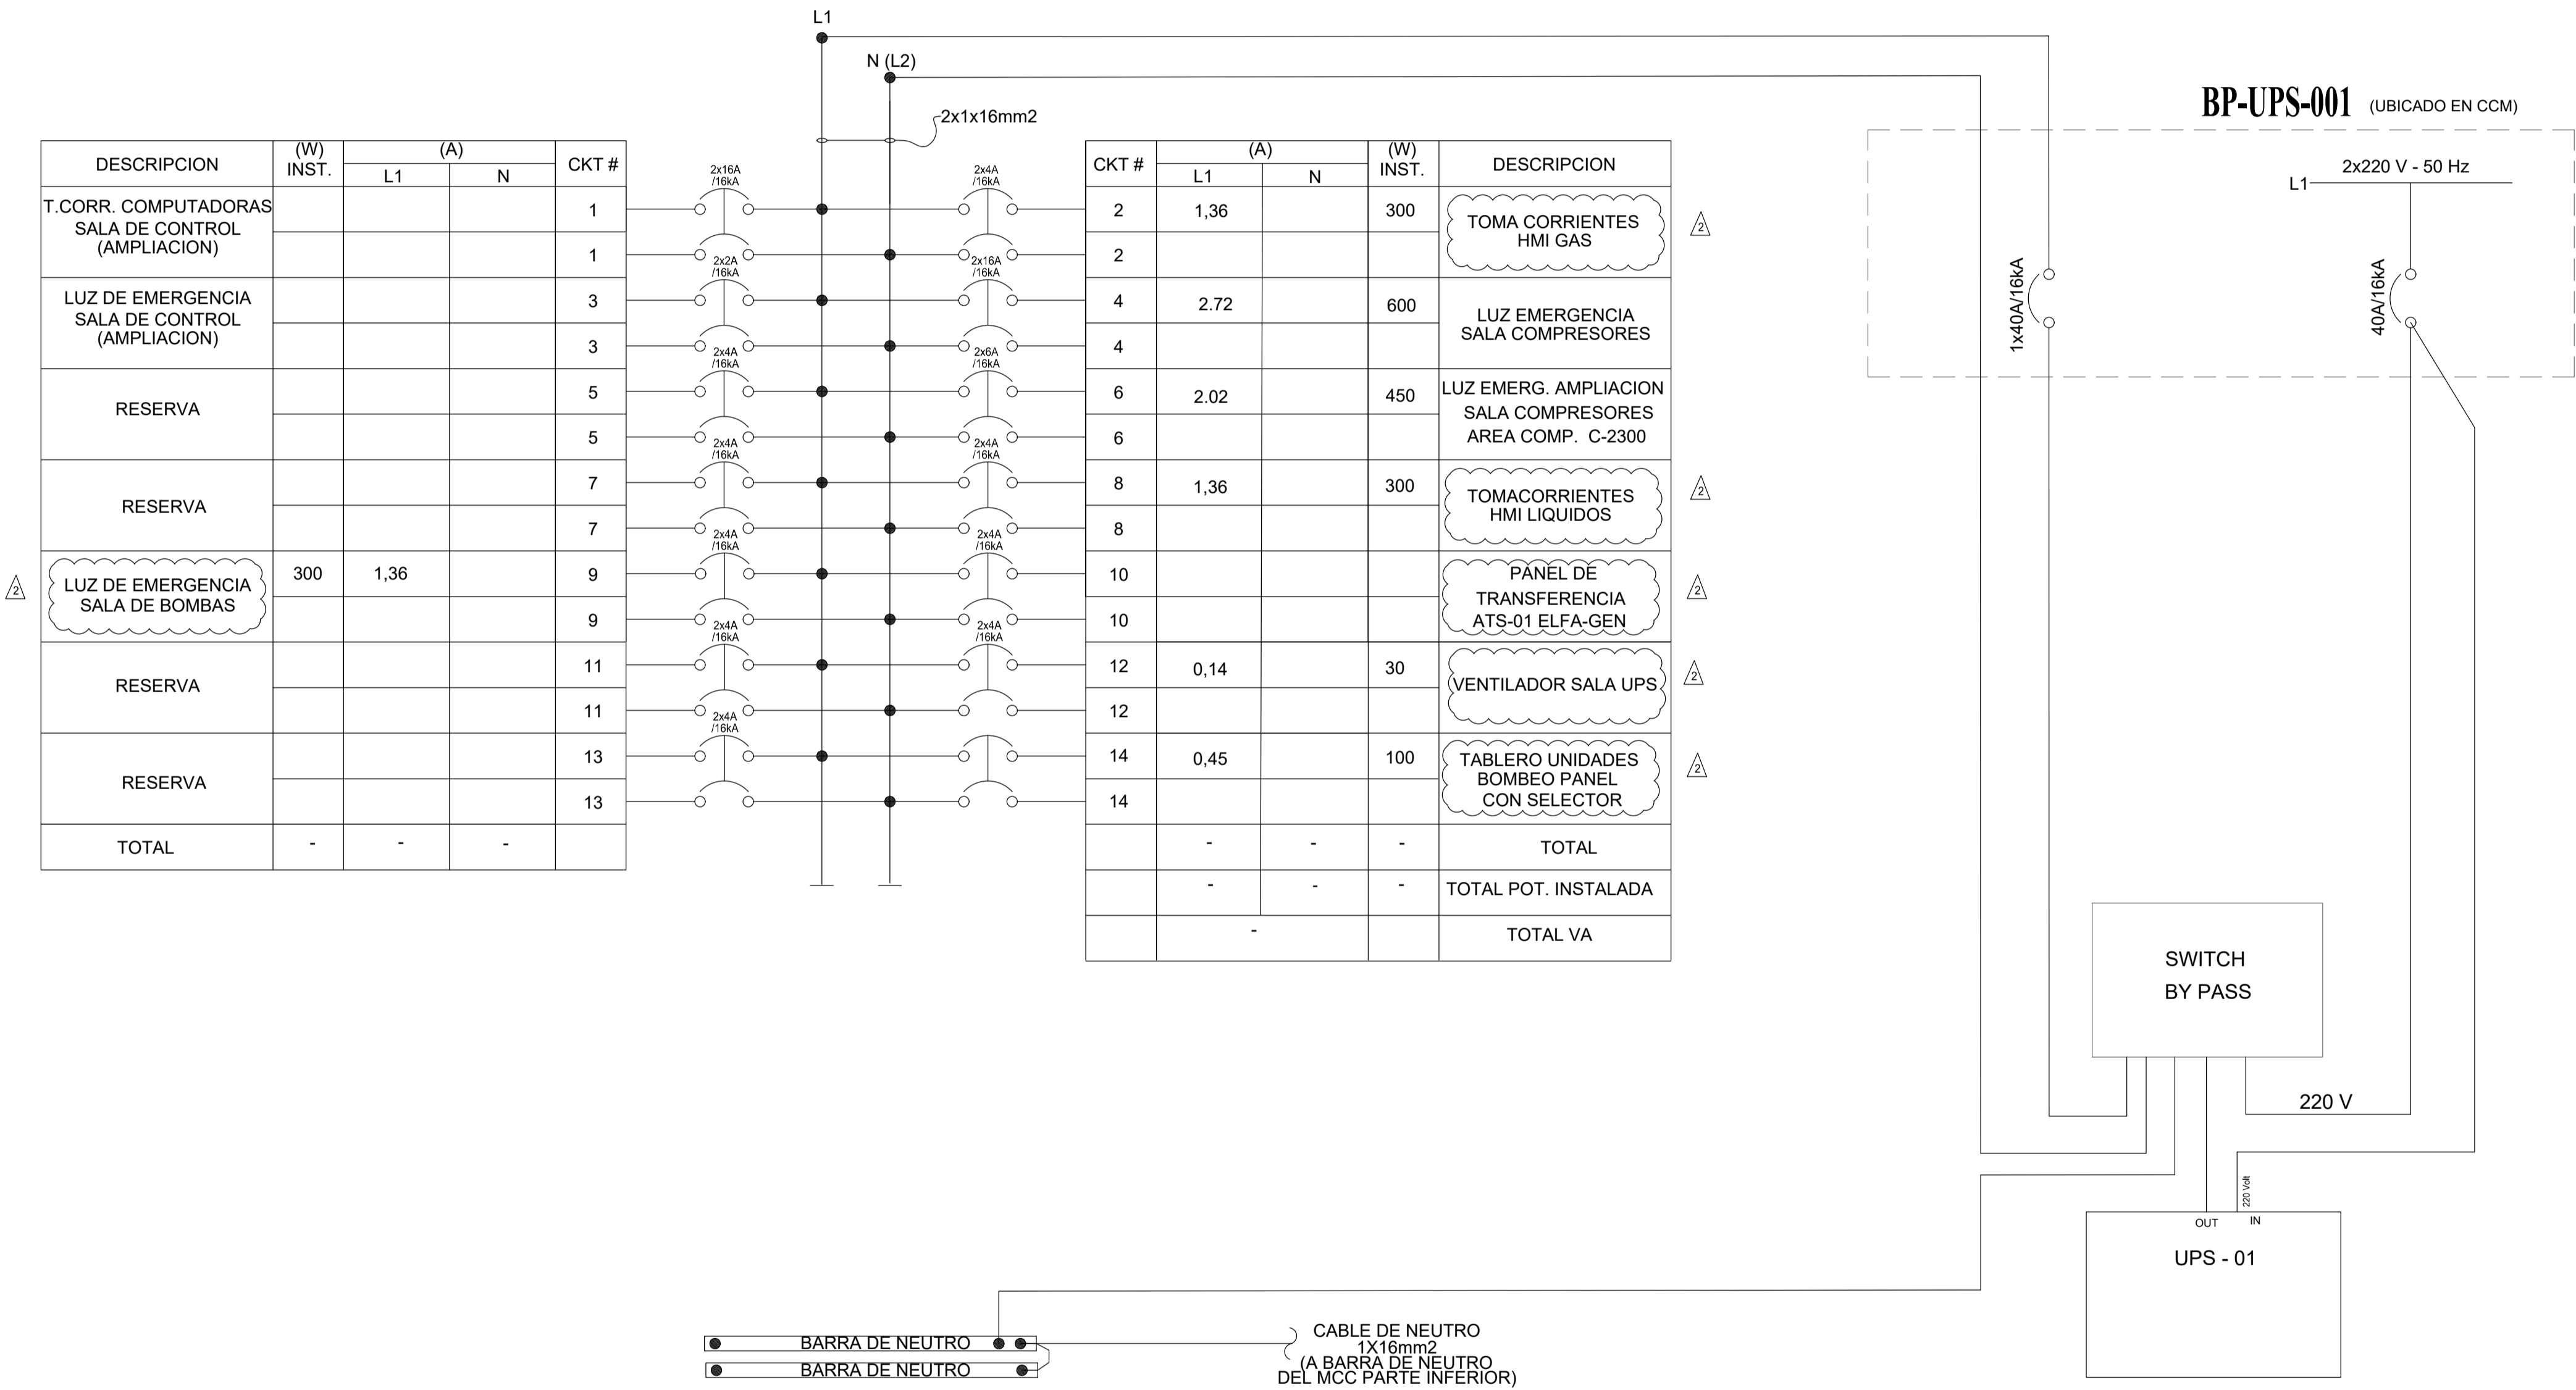 L1
N (L2)
2x1x16mm2
BP-UPS-001 (UBICADO EN CCM)
2x220 V - 50 Hz
L1
1x40A/16kA
40A/16kA
DESCRIPCION
(W)
INST.
(A)
L1
N
CKT #
T.CORR. COMPUTADORAS
SALA DE CONTROL
(AMPLIACION)
1
1
LUZ DE EMERGENCIA
SALA DE CONTROL
(AMPLIACION)
3
3
RESERVA
5
5
RESERVA
7
7
2
LUZ DE EMERGENCIA
SALA DE BOMBAS
300
1,36
9
9
RESERVA
11
11
RESERVA
13
13
TOTAL
-
-
-
2x16A
/16kA
2x2A
/16kA
2x4A
/16kA
2x4A
/16kA
2x4A
/16kA
2x4A
/16kA
2x4A
/16kA
2x4A
/16kA
2x16A
/16kA
2x6A
/16kA
2x4A
/16kA
2x4A
/16kA
2x4A
/16kA
CKT #
(A)
L1
N
(W)
INST.
DESCRIPCION
2
1,36
300
TOMA CORRIENTES
HMI GAS
2
2
4
2.72
600
LUZ EMERGENCIA
SALA COMPRESORES
4
6
2.02
450
LUZ EMERG. AMPLIACION
SALA COMPRESORES
AREA COMP. C-2300
6
8
1,36
300
TOMACORRIENTES
HMI LIQUIDOS
2
8
10
PANEL DE
TRANSFERENCIA
ATS-01 ELFA-GEN
2
10
12
0,14
30
VENTILADOR SALA UPS
2
12
14
0,45
100
TABLERO UNIDADES
BOMBEO PANEL
CON SELECTOR
2
14
-
-
-
TOTAL
-
-
-
TOTAL POT. INSTALADA
-
TOTAL VA
SWITCH
BY PASS
220 V
220 Volt
OUT
IN
UPS - 01
BARRA DE NEUTRO
BARRA DE NEUTRO
CABLE DE NEUTRO
1X16mm2
(A BARRA DE NEUTRO
DEL MCC PARTE INFERIOR)